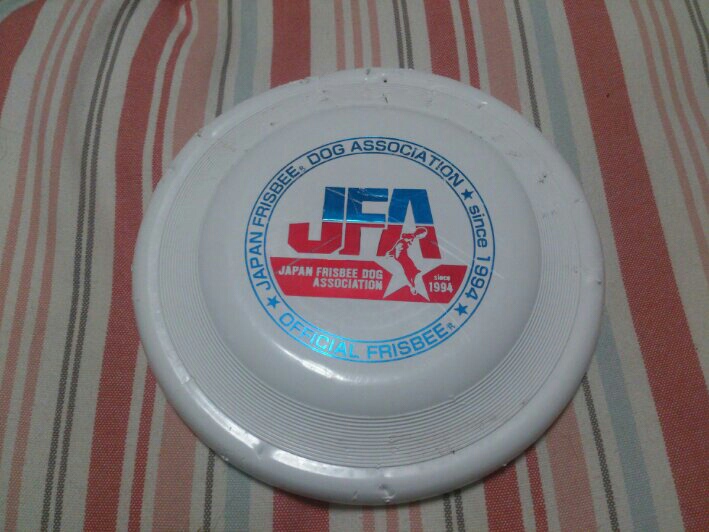 JAPAN FRISBEE® DOG ASSOCIATION ★ since 1994 ★
JFA
JAPAN FRISBEE DOG
ASSOCIATION
since
1994
★ OFFICIAL FRISBEE®